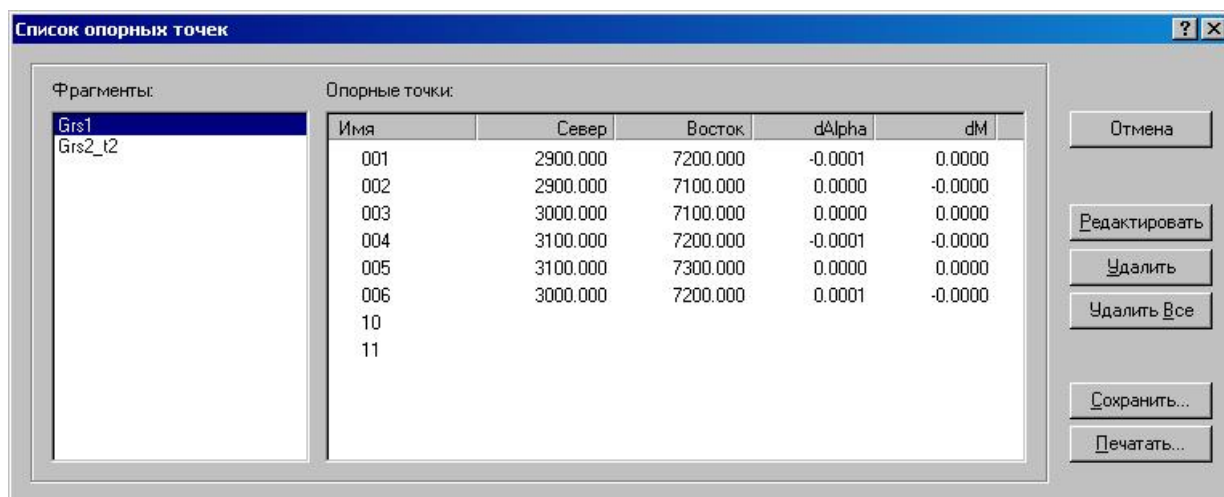 Список опорных точек
Фрагменты: Опорные точки:
Grs1
Grs2_t2
Имя Север Восток dAlpha dM
001 2900.000 7200.000 -0.0001 0.0000
002 2900.000 7100.000 0.0000 -0.0000
003 3000.000 7100.000 0.0000 0.0000
004 3100.000 7200.000 -0.0001 -0.0000
005 3100.000 7300.000 0.0000 0.0000
006 3000.000 7200.000 0.0001 -0.0000
10
11
Отмена
Редактировать
Удалить
Удалить Все
Сохранить...
Печатать...